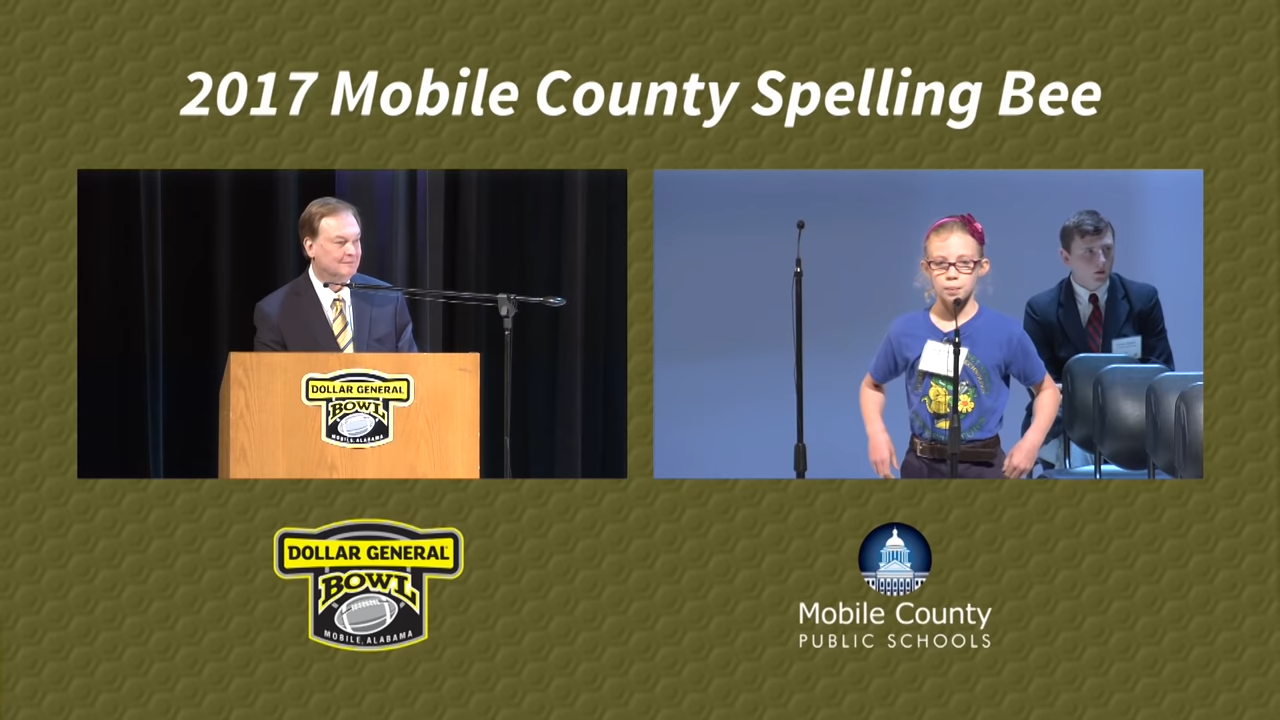 2017 Mobile County Spelling Bee
DOLLAR GENERAL
BOWL
MOBILE, ALABAMA
DOLLAR GENERAL
BOWL
MOBILE, ALABAMA
Mobile County
PUBLIC SCHOOLS